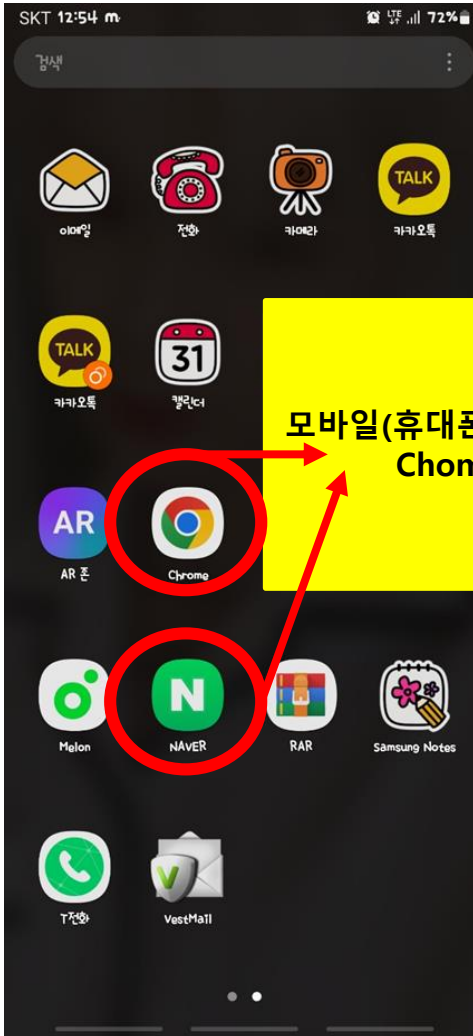 SKT 12:54 m
LTE 72%
검색
TALK
이메일 전화 카메라 카카오톡
TALK 31
카카오톡 캘린더
모바일(휴대폰
Chom
AR
AR 존 Chrome
N
Melon NAVER RAR Samsung Notes
V
T전화 VestMail